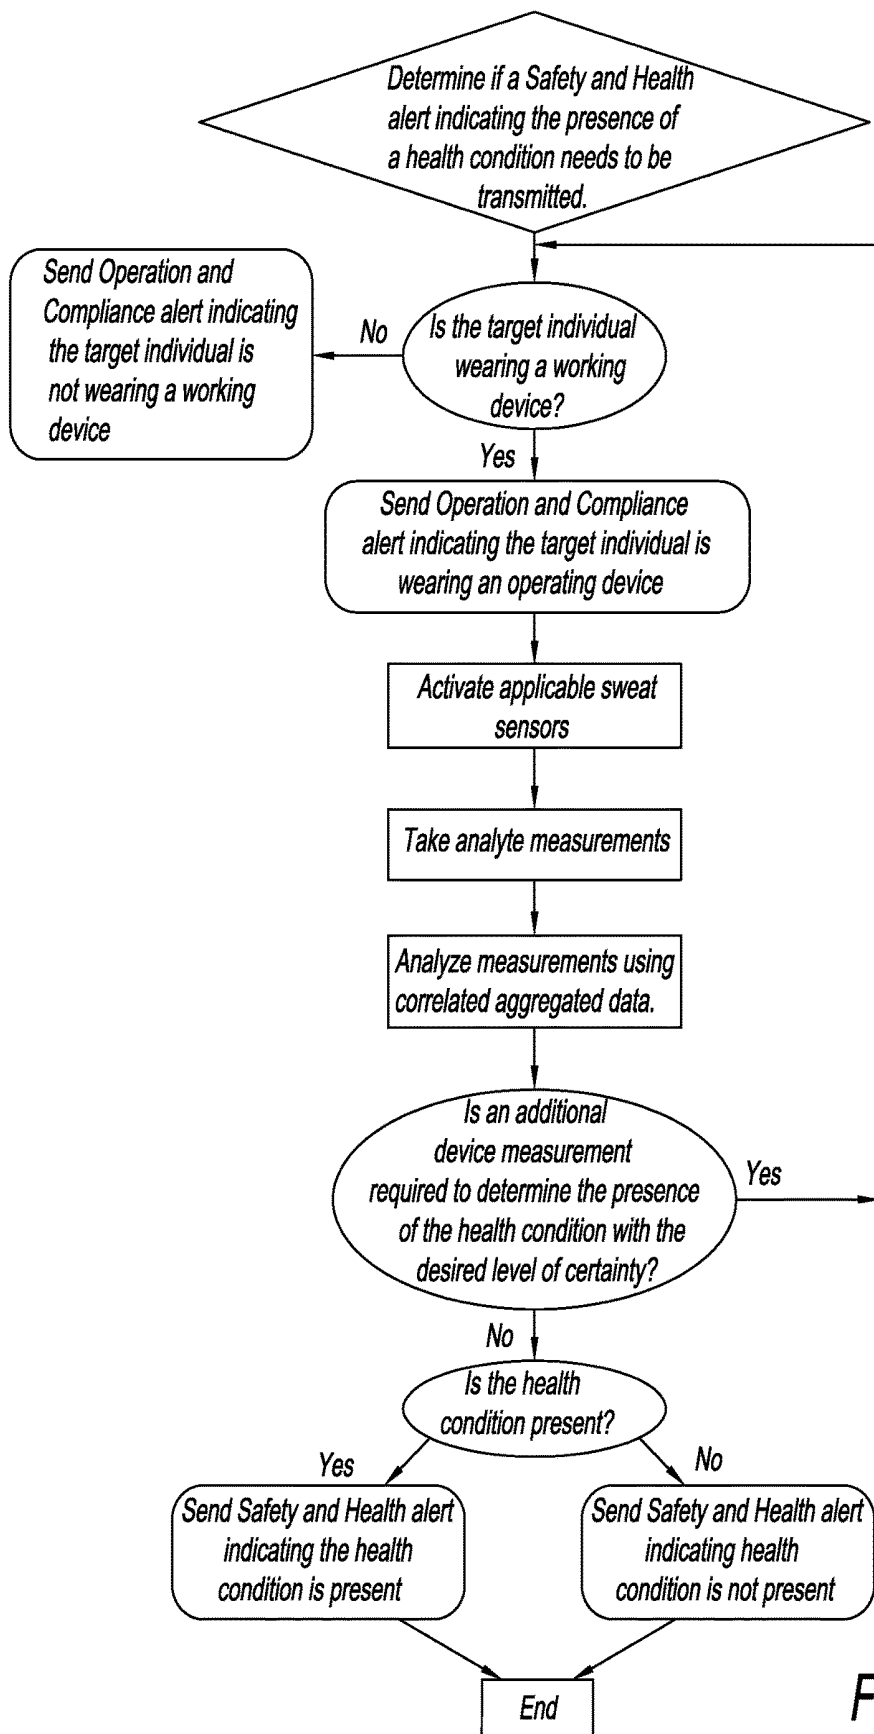 Determine if a Safety and Health
alert indicating the presence of
a health condition needs to be
transmitted.
Send Operation and
Compliance alert indicating
the target individual is
not wearing a working
device
No
Is the target individual
wearing a working
device?
Yes
Send Operation and Compliance
alert indicating the target individual is
wearing an operating device
Activate applicable sweat
sensors
Take analyte measurements
Analyze measurements using
correlated aggregated data.
Is an additional
device measurement
required to determine the presence
of the health condition with the
desired level of certainty?
Yes
No
Is the health
condition present?
Yes
No
Send Safety and Health alert
indicating the health
condition is present
Send Safety and Health alert
indicating health
condition is not present
End
F